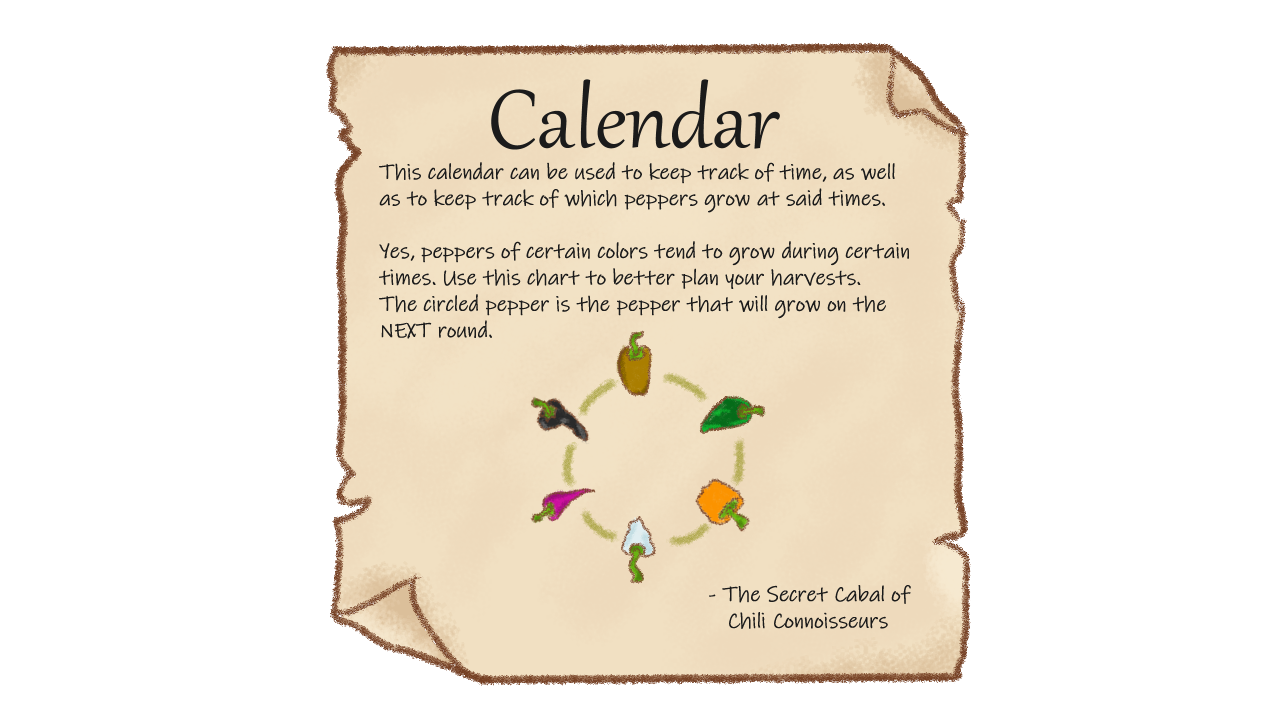 Calendar
This calendar can be used to keep track of time, as well
as to keep track of which peppers grow at said times.
Yes, peppers of certain colors tend to grow during certain
times. Use this chart to better plan your harvests.
The circled pepper is the pepper that will grow on the
NEXT round.
- The Secret Cabal of
Chili Connoisseurs